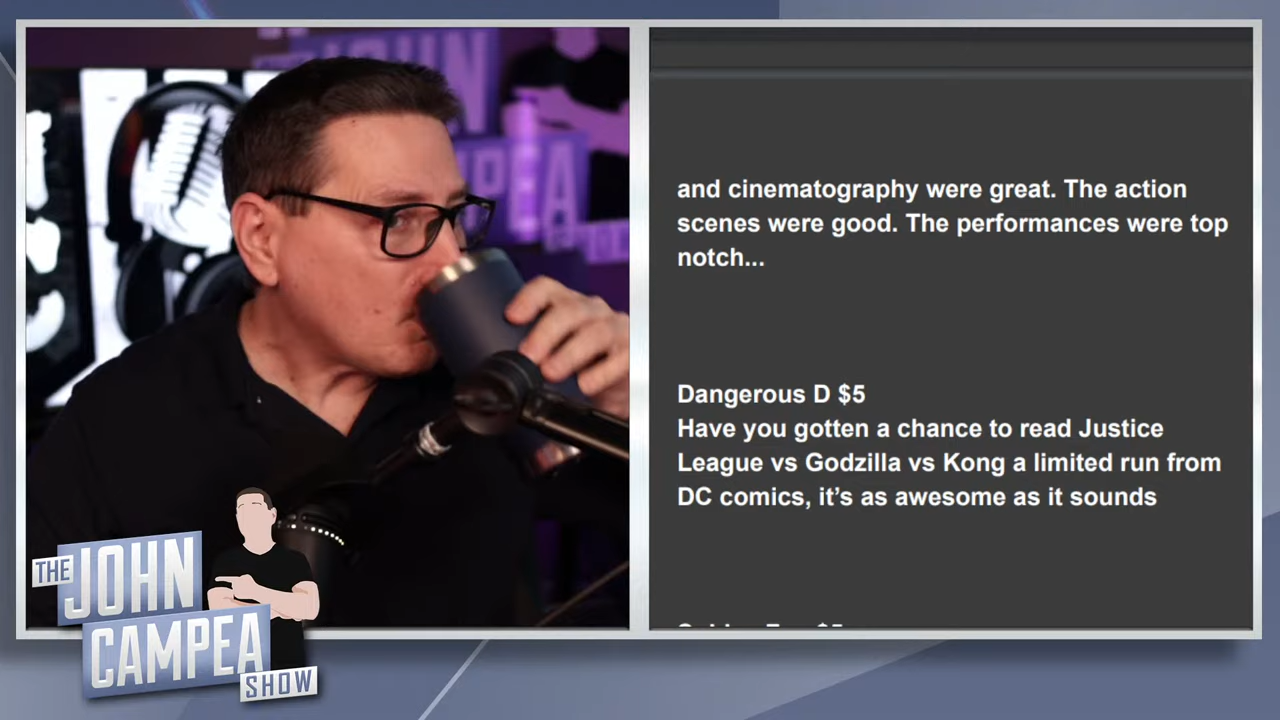 and cinematography were great. The action
scenes were good. The performances were top
notch...
Dangerous D $5
Have you gotten a chance to read Justice
League vs Godzilla vs Kong a limited run from
DC comics, it’s as awesome as it sounds
THE
JOHN
CAMPEA
SHOW